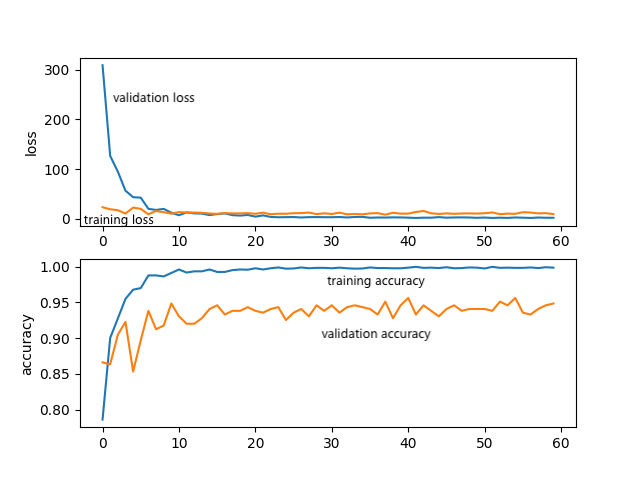 300
200
100
0
loss
validation loss
training loss
0 10 20 30 40 50 60
1.00
0.95
0.90
0.85
0.80
accuracy
training accuracy
validation accuracy
0 10 20 30 40 50 60